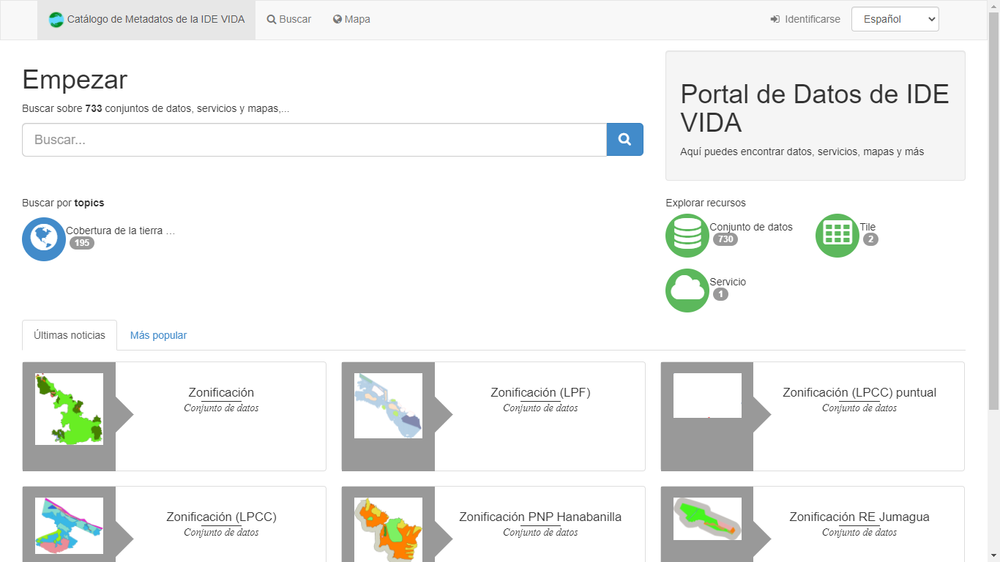 Catálogo de Metadatos de la IDE VIDA
Buscar
Mapa
Identificarse
Español
Empezar
Buscar sobre 733 conjuntos de datos, servicios y mapas,...
Buscar...
Portal de Datos de IDE
VIDA
Aquí puedes encontrar datos, servicios, mapas y más
Buscar por topics
Cobertura de la tierra ...
195
Explorar recursos
Conjunto de datos
730
Tile
2
Servicio
1
Últimas noticias
Más popular
Zonificación
Conjunto de datos
Zonificación (LPF)
Conjunto de datos
Zonificación (LPCC) puntual
Conjunto de datos
Zonificación (LPCC)
Conjunto de datos
Zonificación PNP Hanabanilla
Conjunto de datos
Zonificación RE Jumagua
Conjunto de datos